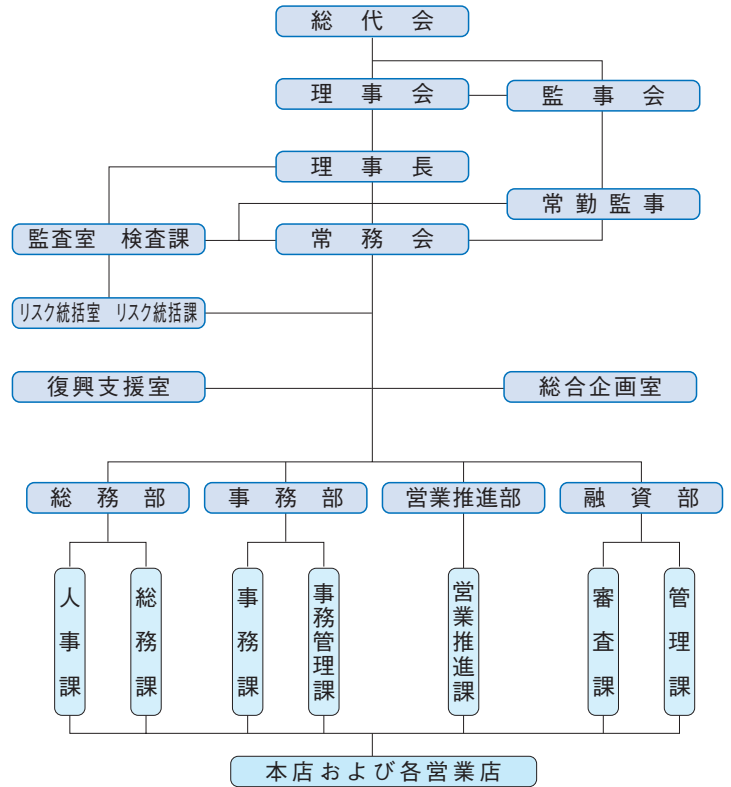 総代会
理事会
監事会
理事長
常勤監事
監査室　検査課
常務会
リスク統括室　リスク統括課
復興支援室
総合企画室
総務部
事務部
営業推進部
融資部
人事課
総務課
事務課
事務管理課
営業推進課
審査課
管理課
本店および各営業店